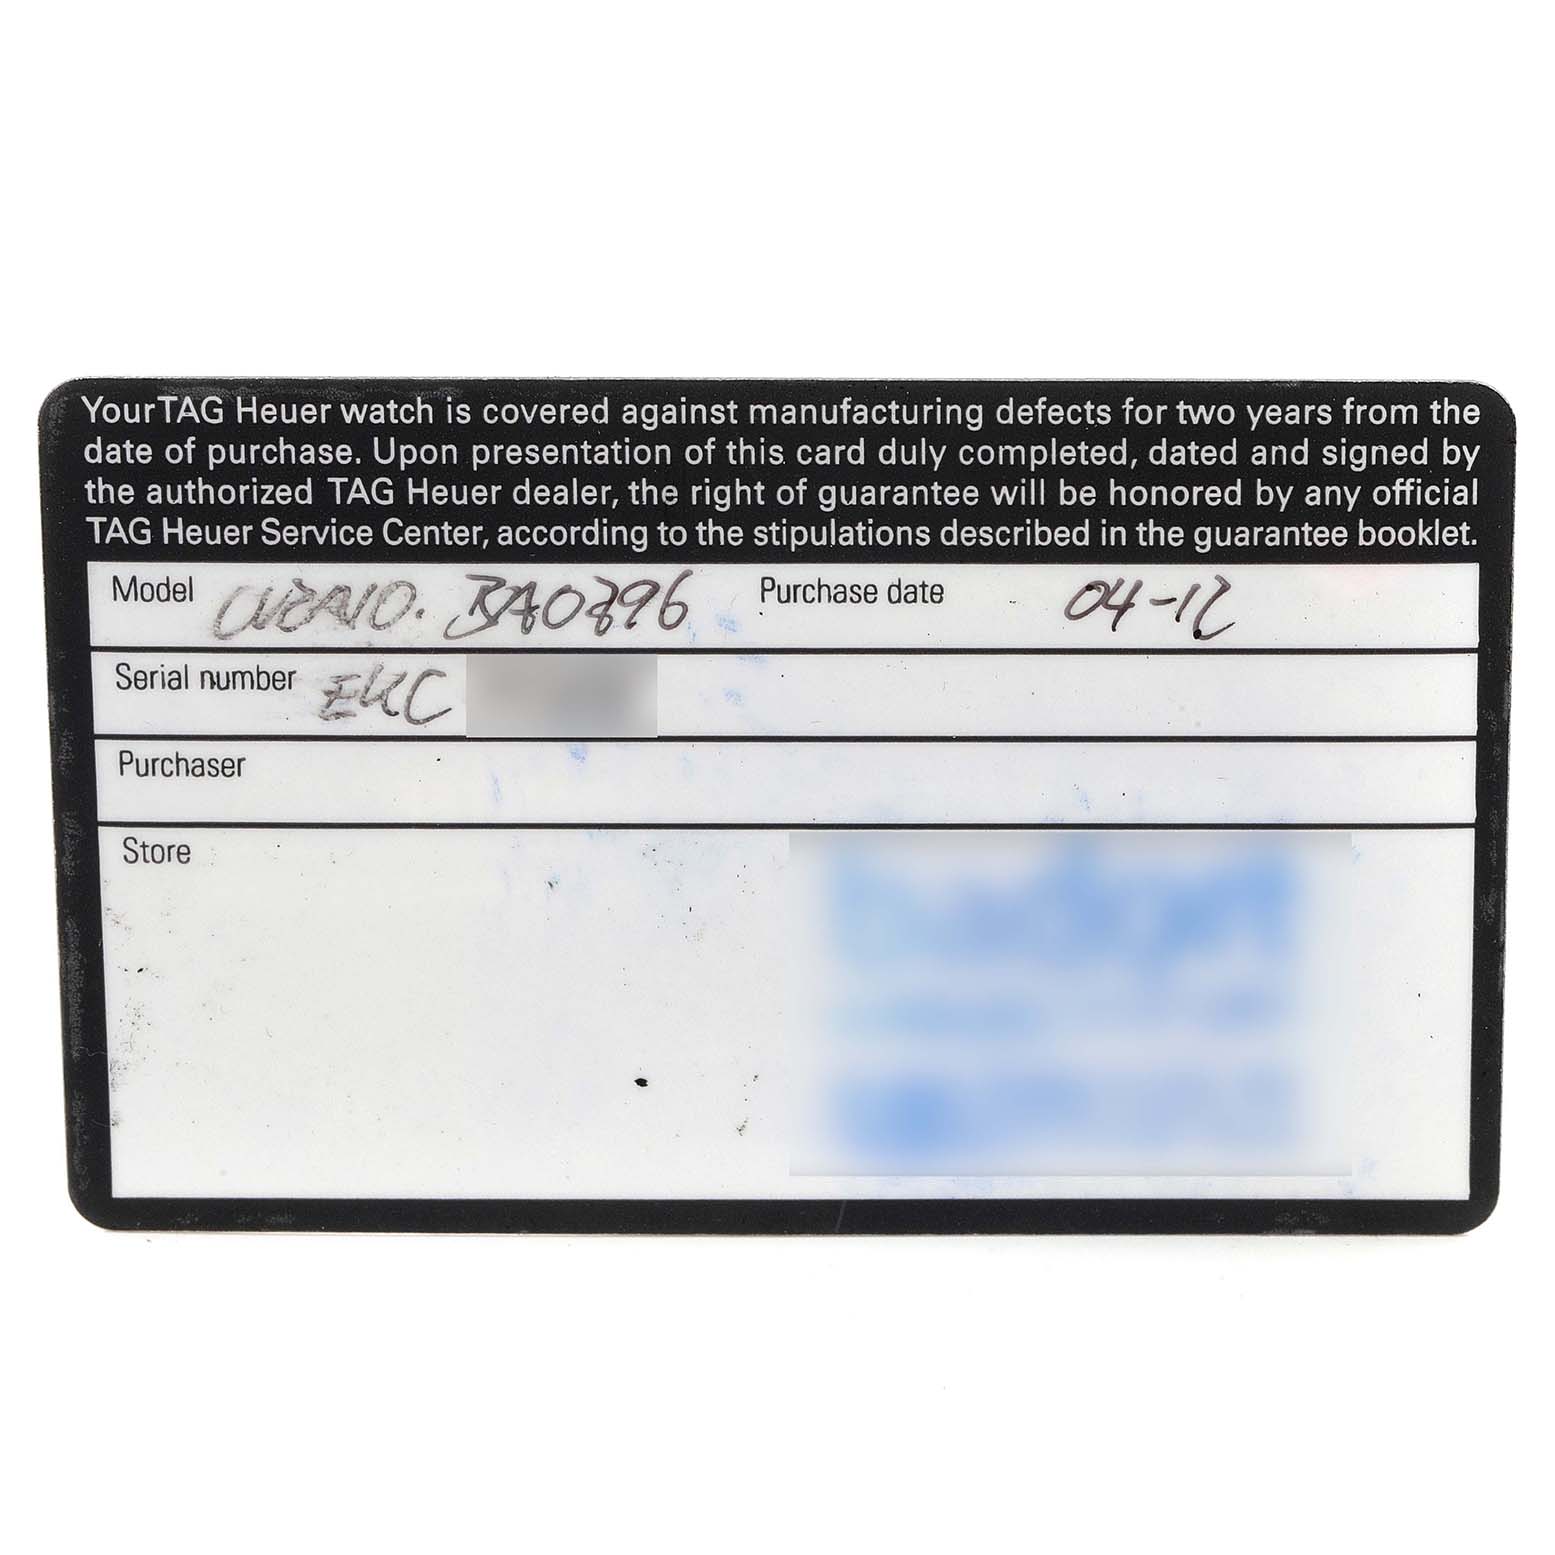 Your TAG Heuer watch is covered against manufacturing defects for two years from the
date of purchase. Upon presentation of this card duly completed, dated and signed by
the authorized TAG Heuer dealer, the right of guarantee will be honored by any official
TAG Heuer Service Center, according to the stipulations described in the guarantee booklet.
Model CV2A10. BA0796 Purchase date 04-12
Serial number EKC
Purchaser
Store